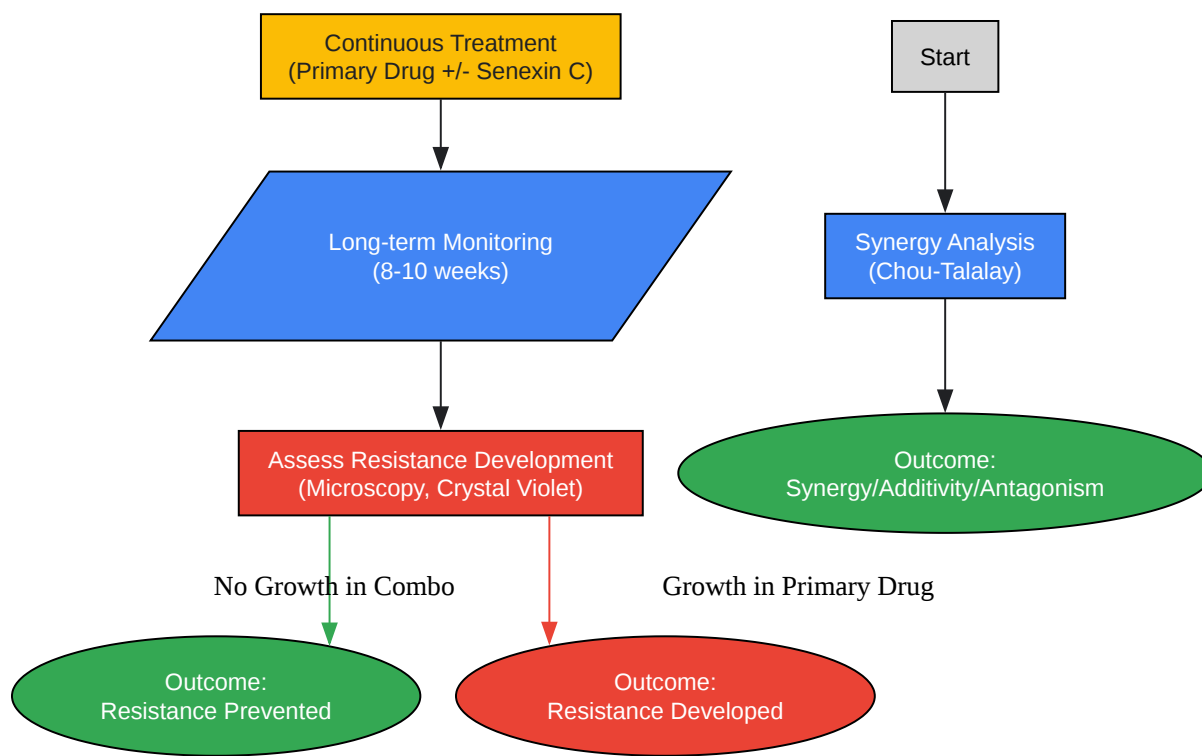 Continuous Treatment
(Primary Drug +/- Senexin C)
Start
Long-term Monitoring
(8-10 weeks)
Synergy Analysis
(Chou-Talalay)
Assess Resistance Development
(Microscopy, Crystal Violet)
Outcome:
Synergy/Additivity/Antagonism
No Growth in Combo
Growth in Primary Drug
Outcome:
Resistance Prevented
Outcome:
Resistance Developed